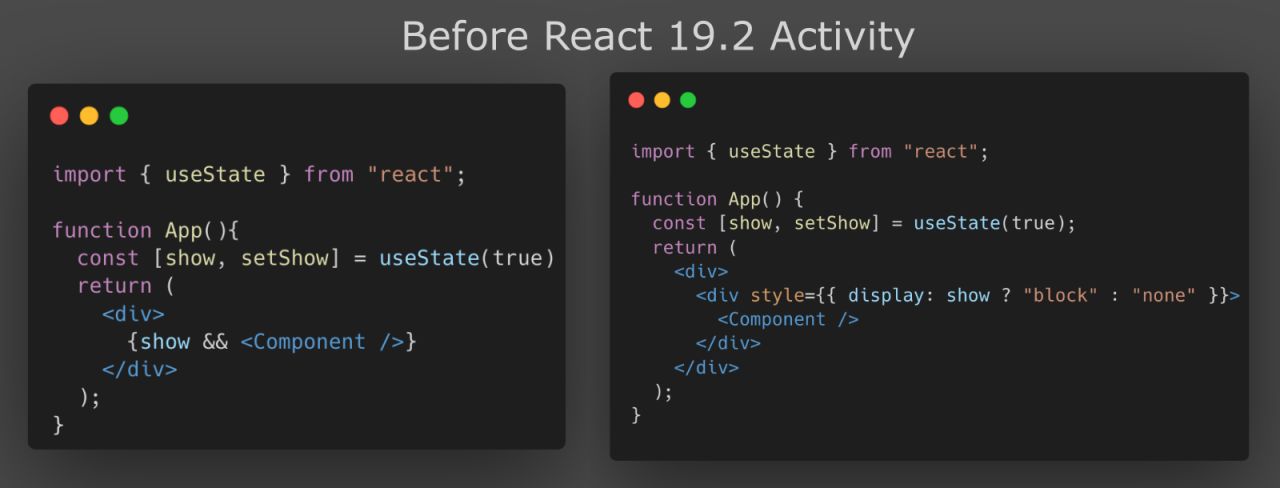 Before React 19.2 Activity
import { useState } from "react";
function App(){
  const [show, setShow] = useState(true)
  return (
    <div>
      {show && <Component />}
    </div>
  );
}
import { useState } from "react";
function App() {
  const [show, setShow] = useState(true);
  return (
    <div>
      <div style={{ display: show ? "block" : "none" }}>
        <Component />
      </div>
    </div>
  );
}